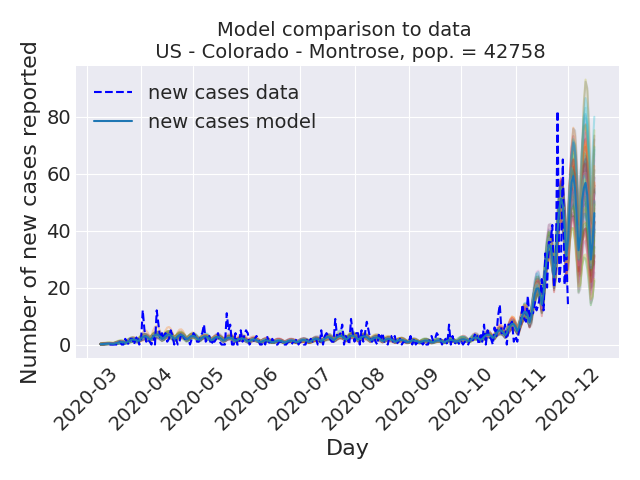 Model comparison to data
US - Colorado - Montrose, pop. = 42758
new cases data
new cases model
Number of new cases reported
80
60
40
20
0
2020-03
2020-04
2020-05
2020-06
2020-07
2020-08
2020-09
2020-10
2020-11
2020-12
Day